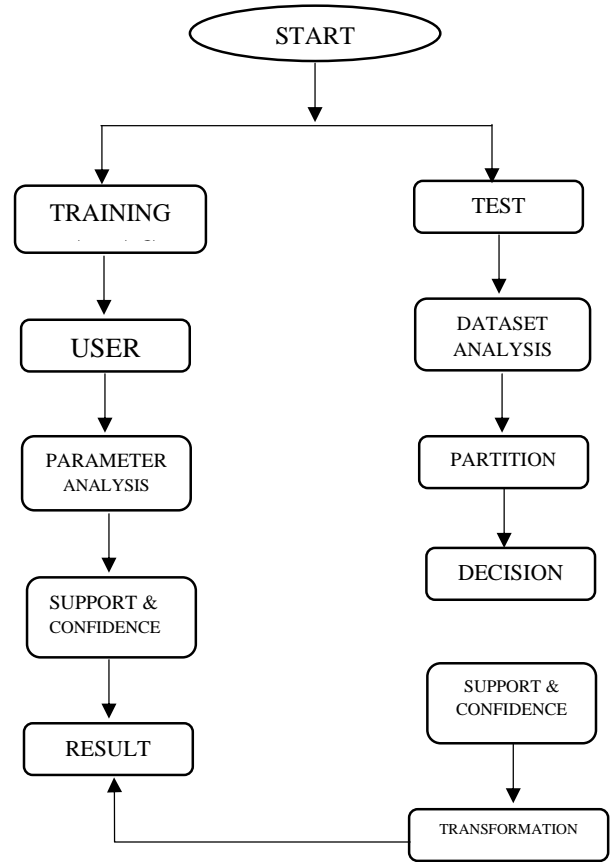 START
TRAINING
USER
PARAMETER
ANALYSIS
SUPPORT &
CONFIDENCE
RESULT
TEST
DATASET
ANALYSIS
PARTITION
DECISION
SUPPORT &
CONFIDENCE
TRANSFORMATION